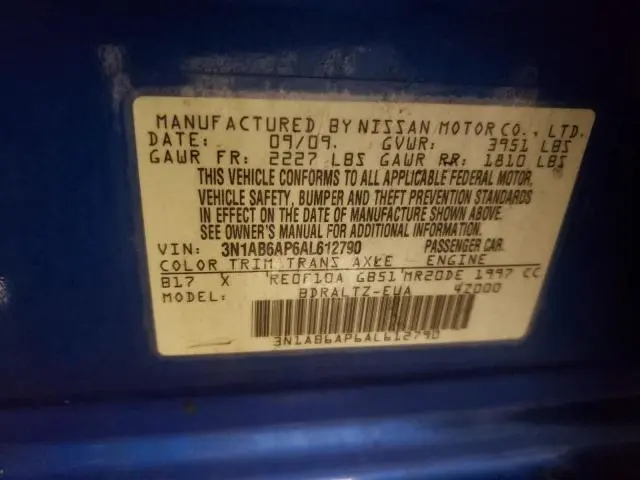 MANUFACTURED BY NISSAN MOTOR CO., LTD.
DATE: 09/09. GVWR: 3951 LBS
GAWR FR: 2227 LBS GAWR RR: 1810 LBS
THIS VEHICLE CONFORMS TO ALL APPLICABLE FEDERAL MOTOR
VEHICLE SAFETY, BUMPER AND THEFT PREVENTION STANDARDS
IN EFFECT ON THE DATE OF MANUFACTURE SHOWN ABOVE.
SEE OWNER'S MANUAL FOR ADDITIONAL INFORMATION.
VIN: 3N1AB6AP6AL612790 PASSENGER CAR
COLOR TRIM TRANS AXLE ENGINE
B17 X RE0F10A GB51 MR20DE 1997 CC
MODEL: BDRALTZ-EUA 4Z000
3N1AB6AP6AL612790